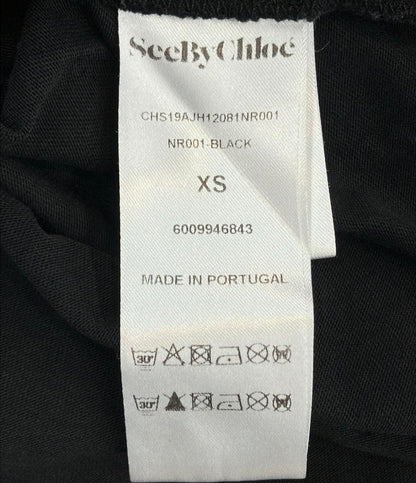 SeeByChloé
CHS19AJH12081NR001
NR001-BLACK
XS
6009946843
MADE IN PORTUGAL
30°
30°